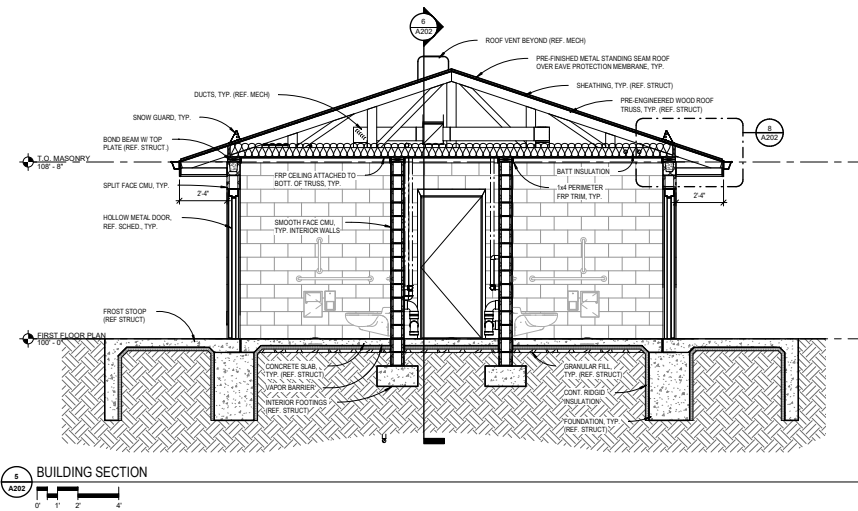 6
A202
ROOF VENT BEYOND (REF. MECH)
PRE-FINISHED METAL STANDING SEAM ROOF
OVER EAVE PROTECTION MEMBRANE, TYP.
SHEATHING, TYP. (REF. STRUCT)
DUCTS, TYP. (REF. MECH)
PRE-ENGINEERED WOOD ROOF
TRUSS, TYP. (REF. STRUCT)
SNOW GUARD, TYP.
8
A202
BOND BEAM W/ TOP
PLATE (REF. STRUCT.)
T.O. MASONRY
108' - 8"
FRP CEILING ATTACHED TO
BOTT. OF TRUSS, TYP.
BATT INSULATION
SPLIT FACE CMU, TYP.
1x4 PERIMETER
FRP TRIM, TYP.
2'-4"
2'-4"
HOLLOW METAL DOOR,
REF. SCHED., TYP.
SMOOTH FACE CMU,
TYP. INTERIOR WALLS
FROST STOOP
(REF STRUCT)
FIRST FLOOR PLAN
100' - 0"
CONCRETE SLAB,
TYP. (REF. STRUCT)
GRANULAR FILL,
TYP. (REF. STRUCT)
VAPOR BARRIER
CONT. RIDGID
INSULATION
INTERIOR FOOTINGS
(REF. STRUCT)
FOUNDATION, TYP.
(REF. STRUCT)
5
A202
BUILDING SECTION
0' 1' 2' 4'